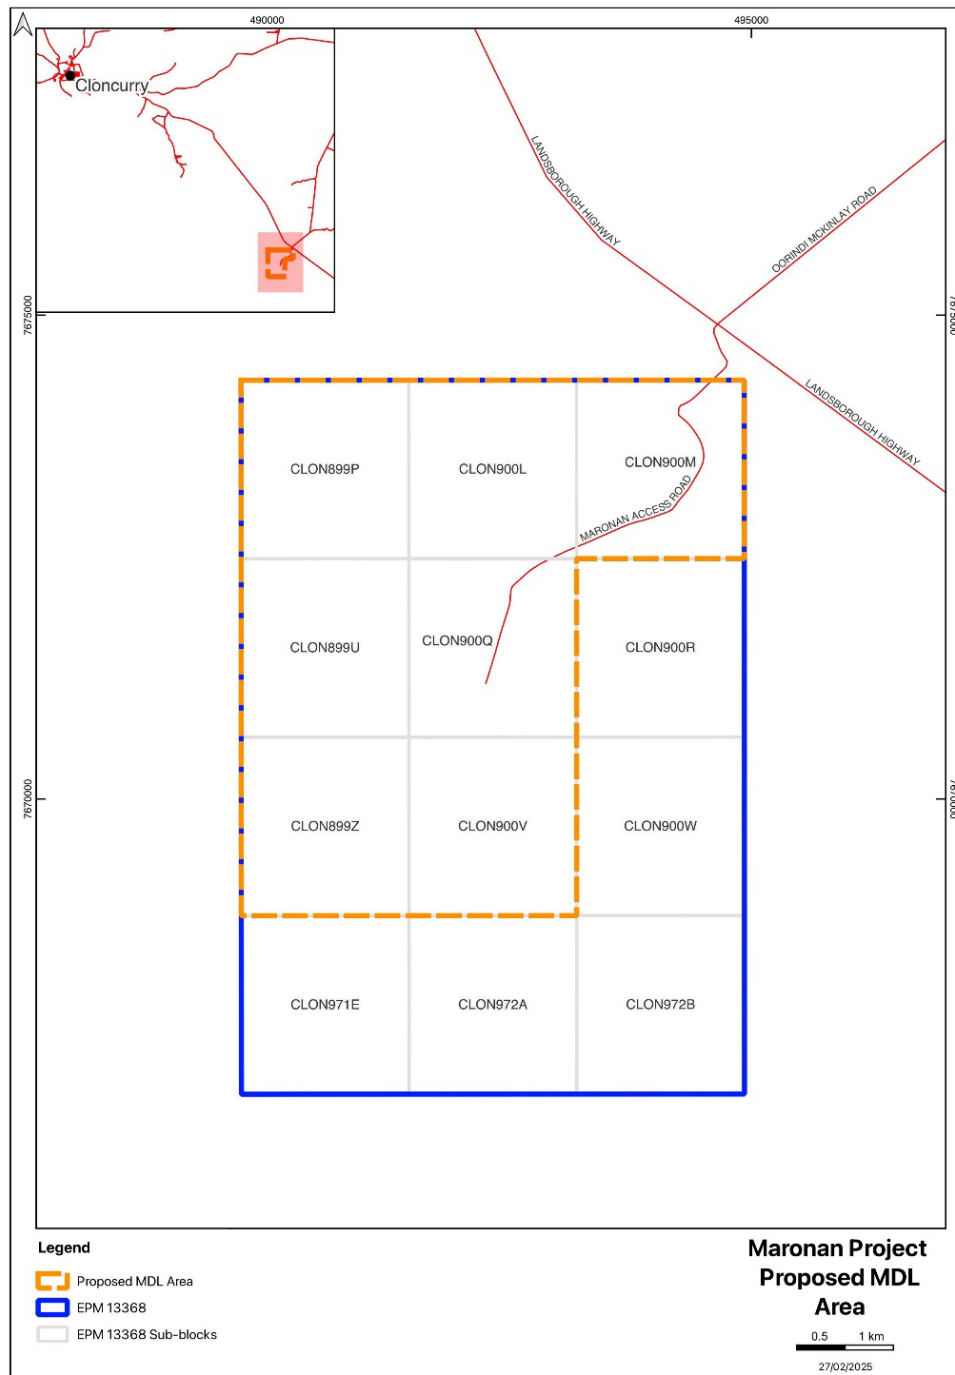 490000
495000
Cloncurry
LANDSBOROUGH HIGHWAY
OORINDI MCKINLAY ROAD
7675000
7675000
LANDSBOROUGH HIGHWAY
CLON899P
CLON900L
CLON900M
MARONAN ACCESS ROAD
CLON899U
CLON900Q
CLON900R
7670000
7670000
CLON899Z
CLON900V
CLON900W
CLON971E
CLON972A
CLON972B
Legend
Proposed MDL Area
EPM 13368
EPM 13368 Sub-blocks
Maronan Project
Proposed MDL
Area
0.5 1 km
27/02/2025